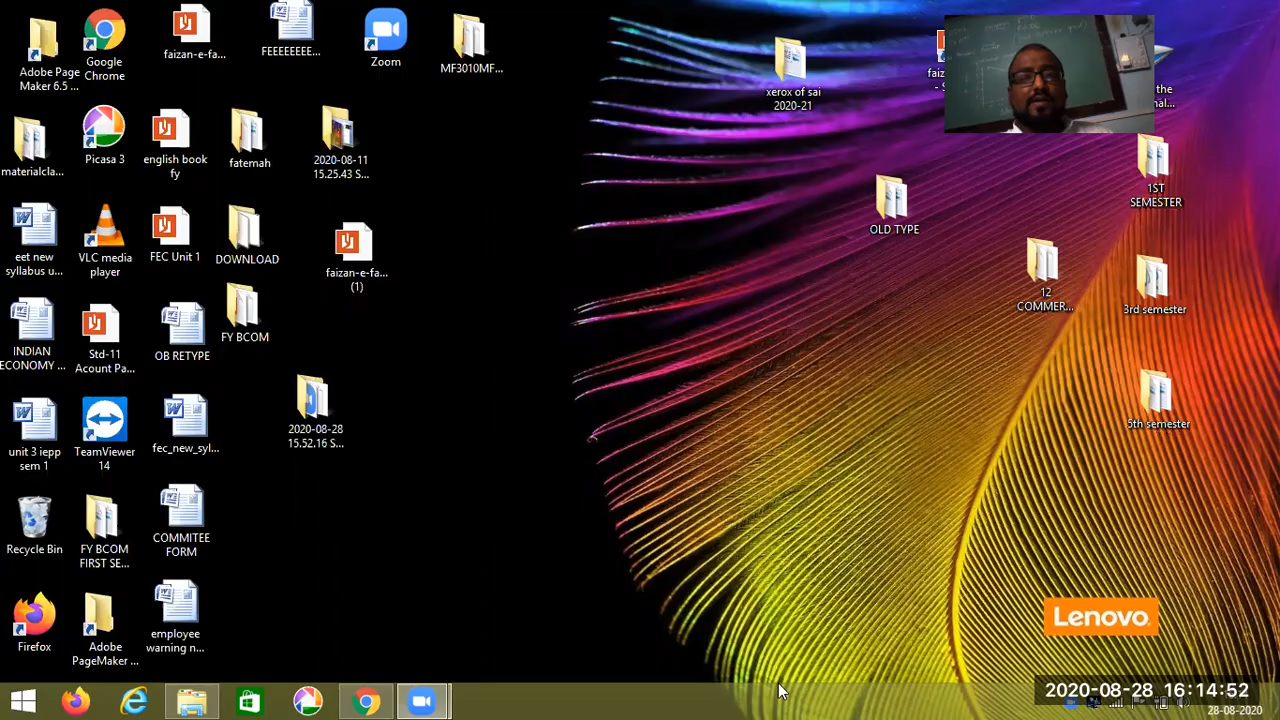 Adobe Page
Maker 6.5 ...
Google
Chrome
faizan-e-fa...
FEEEEEEEE...
Zoom
MF3010MF...
xerox of sai
2020-21
materialcla...
Picasa 3
english book
fy
fatemah
2020-08-11
15.25.43 S...
1ST
SEMESTER
OLD TYPE
eet new
syllabus u...
VLC media
player
FEC Unit 1
DOWNLOAD
faizan-e-fa...
(1)
12
COMMER...
3rd semester
INDIAN
ECONOMY ...
Std-11
Acount Pa...
OB RETYPE
FY BCOM
2020-08-28
15.52.16 S...
5th semester
unit 3 iepp
sem 1
TeamViewer
14
fec_new_syl...
Recycle Bin
FY BCOM
FIRST SE...
COMMITEE
FORM
Firefox
Adobe
PageMaker ...
employee
warning n...
Lenovo
2020-08-28 16:14:52
28-08-2020